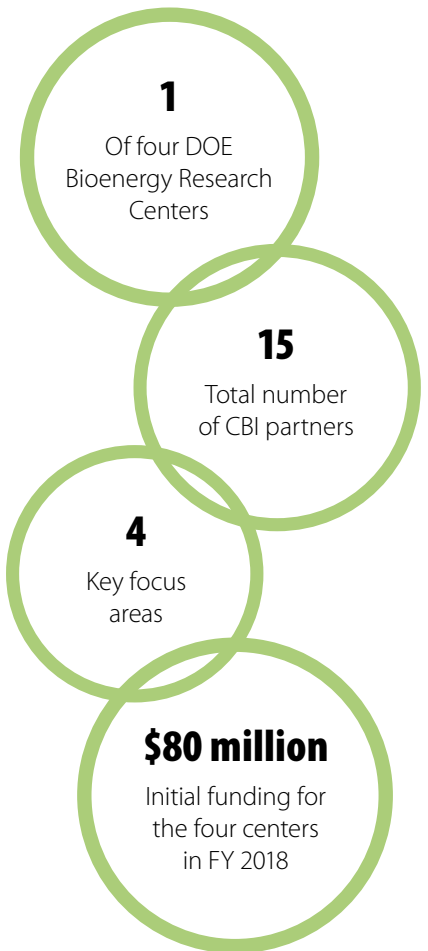 1
Of four DOE
Bioenergy Research
Centers
15
Total number
of CBI partners
4
Key focus
areas
$80 million
Initial funding for
the four centers
in FY 2018